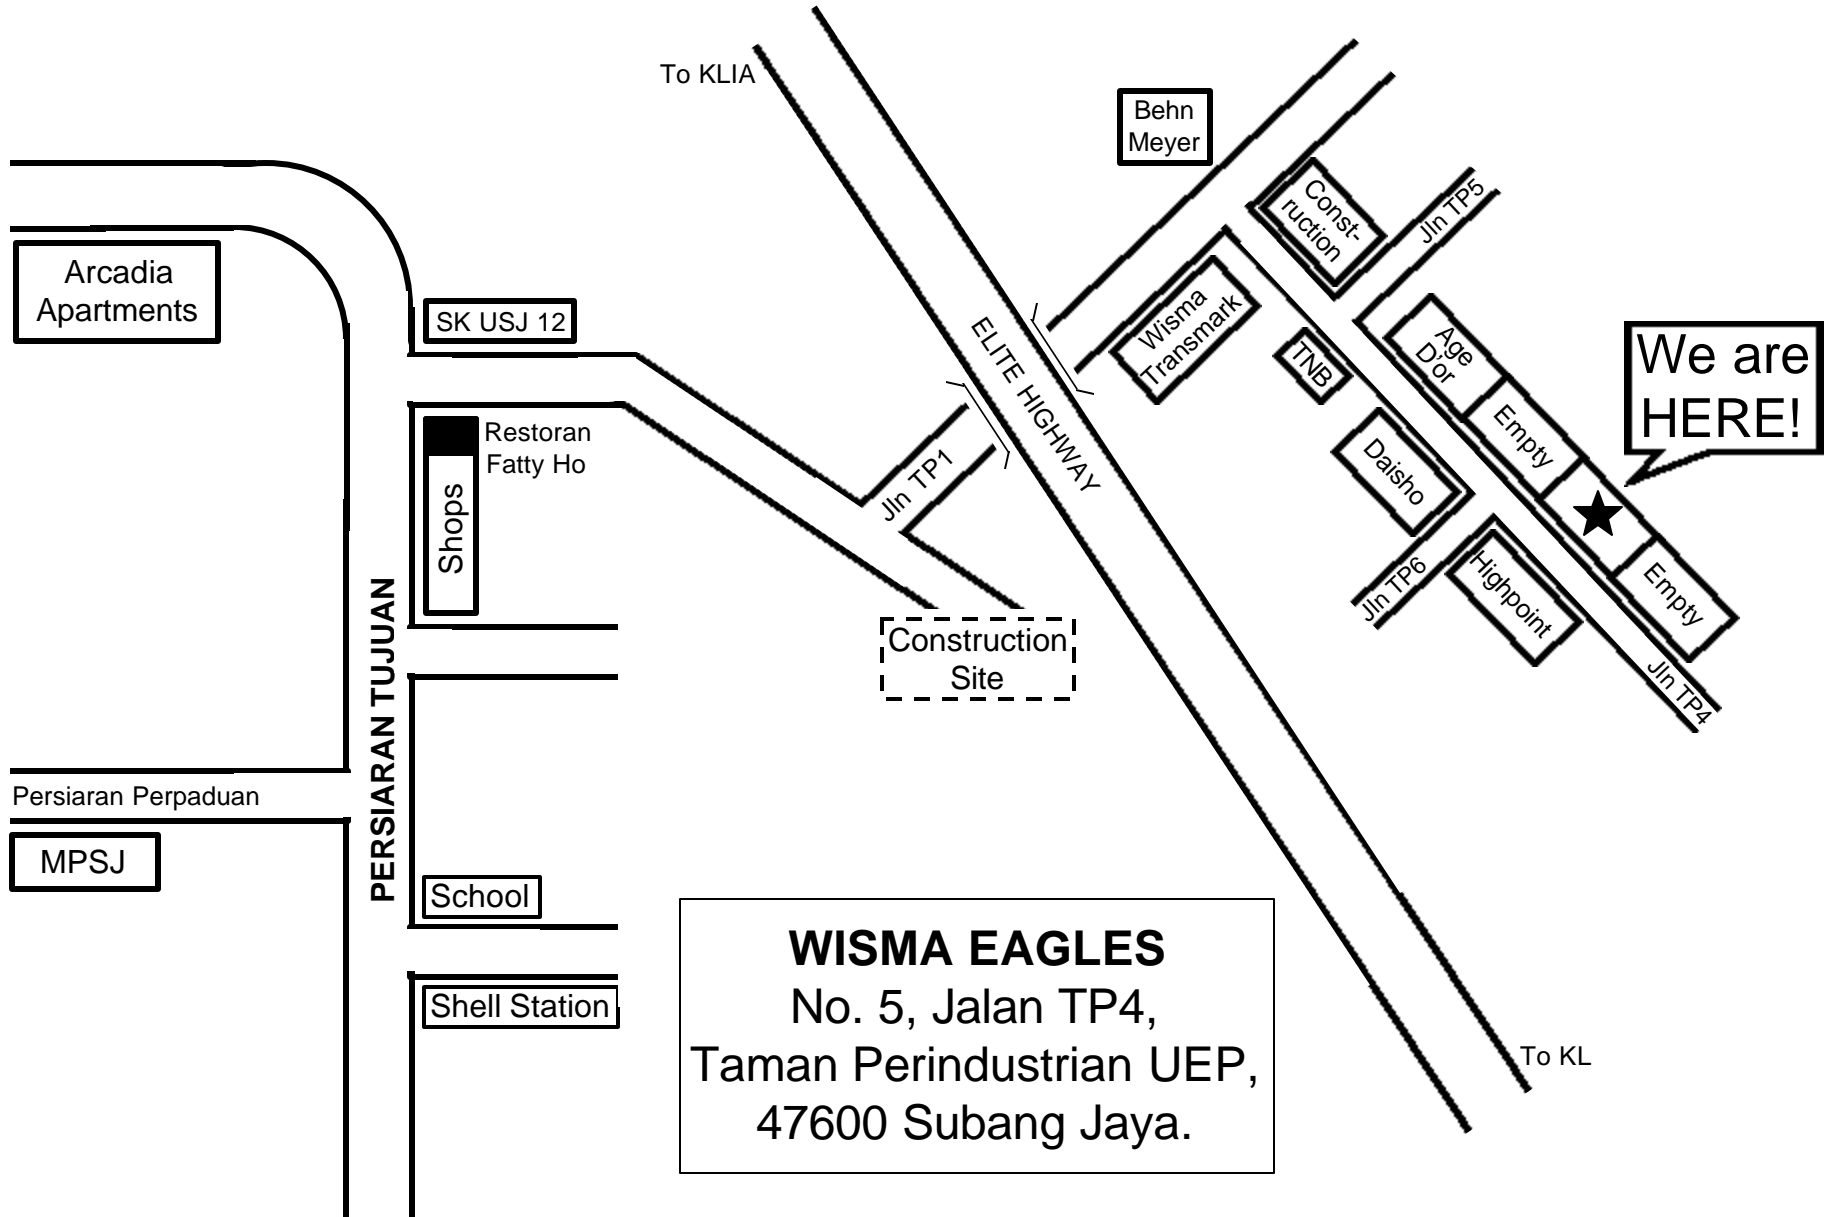 To KLIA
Behn
Meyer
Const-
ruction
Jln TP5
Arcadia
Apartments
SK USJ 12
Wisma
Transmark
ELITE HIGHWAY
TNB
Age
D'or
Empty
We are
HERE!
Restoran
Fatty Ho
Shops
Jln TP1
Daisho
Jln TP6
Highpoint
Empty
Jln TP4
Construction
Site
PERSIARAN TUJUAN
Persiaran Perpaduan
MPSJ
School
Shell Station
WISMA EAGLES
No. 5, Jalan TP4,
Taman Perindustrian UEP,
47600 Subang Jaya.
To KL